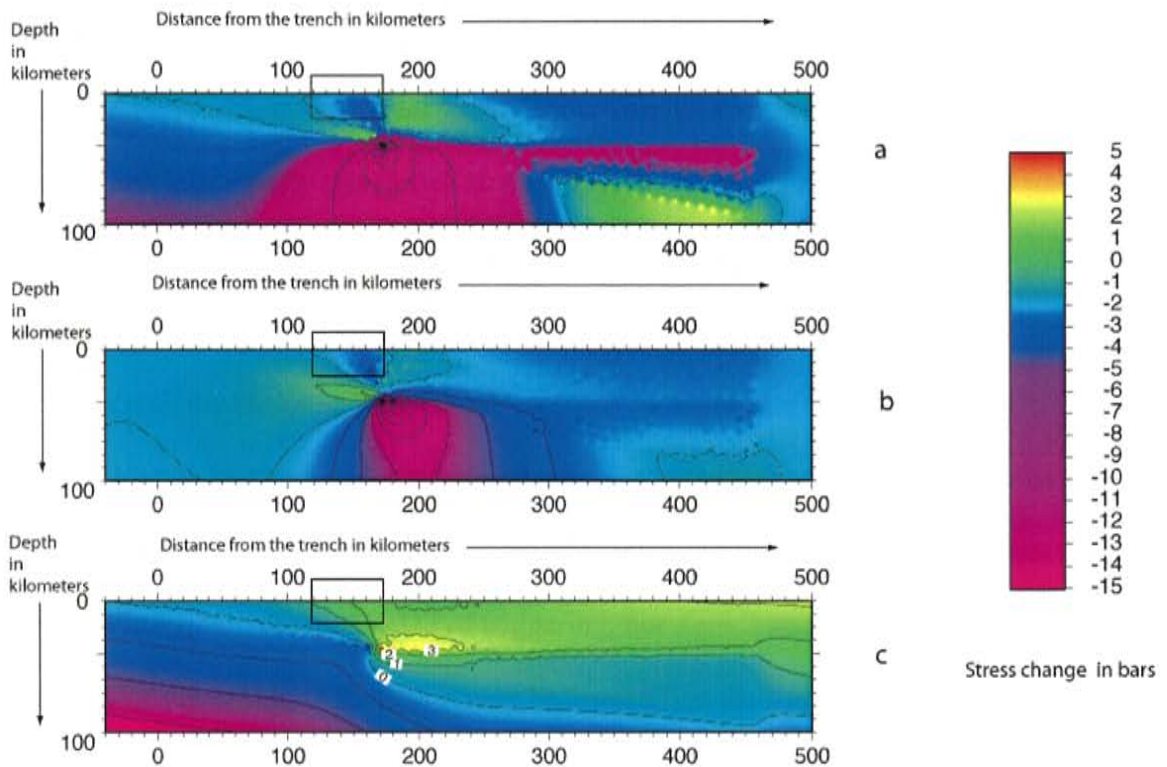 Distance from the trench in kilometers
Depth
in
kilometers
0 100 200 300 400 500
0
100
0 100 200 300 400 500
a
Distance from the trench in kilometers
Depth
in
kilometers
0 100 200 300 400 500
0
100
0 100 200 300 400 500
b
Distance from the trench in kilometers
Depth
in
kilometers
0 100 200 300 400 500
0
2 3
1
0
100
0 100 200 300 400 500
c
5
4
3
2
1
0
-1
-2
-3
-4
-5
-6
-7
-8
-9
-10
-11
-12
-13
-14
-15
Stress change in bars